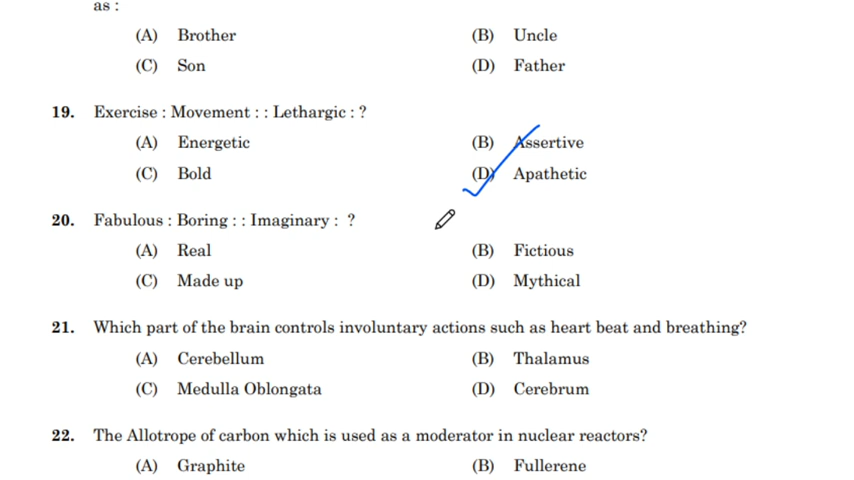 as :
(A) Brother (B) Uncle
(C) Son (D) Father
19. Exercise : Movement : : Lethargic : ?
(A) Energetic (B) Assertive
(C) Bold (D) Apathetic
20. Fabulous : Boring : : Imaginary : ?
(A) Real (B) Fictious
(C) Made up (D) Mythical
21. Which part of the brain controls involuntary actions such as heart beat and breathing?
(A) Cerebellum (B) Thalamus
(C) Medulla Oblongata (D) Cerebrum
22. The Allotrope of carbon which is used as a moderator in nuclear reactors?
(A) Graphite (B) Fullerene